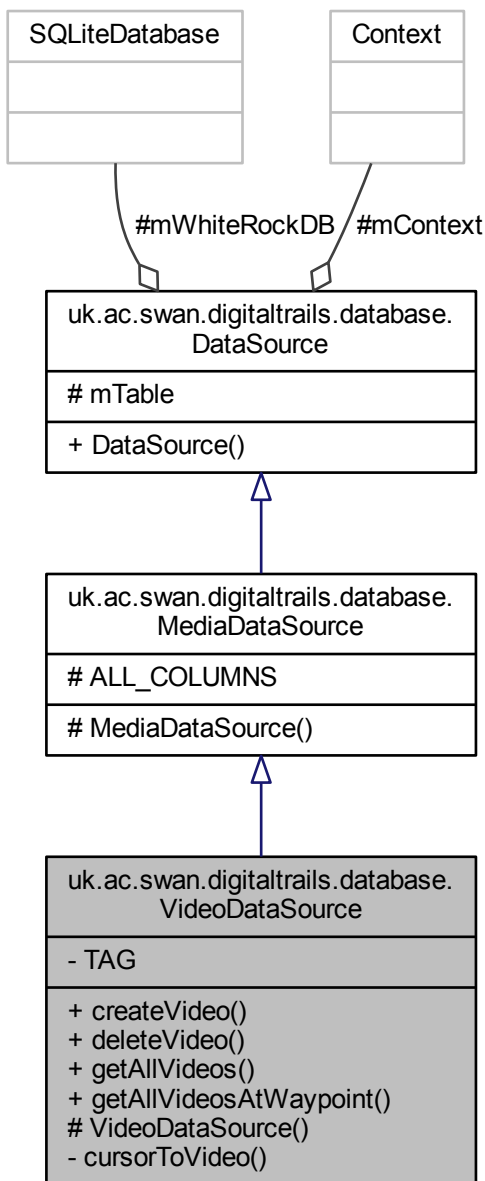 SQLiteDatabase
Context
#mWhiteRockDB
#mContext
uk.ac.swan.digitaltrails.database.
DataSource
# mTable
+ DataSource()
uk.ac.swan.digitaltrails.database.
MediaDataSource
# ALL_COLUMNS
# MediaDataSource()
uk.ac.swan.digitaltrails.database.
VideoDataSource
- TAG
+ createVideo()
+ deleteVideo()
+ getAllVideos()
+ getAllVideosAtWaypoint()
# VideoDataSource()
- cursorToVideo()